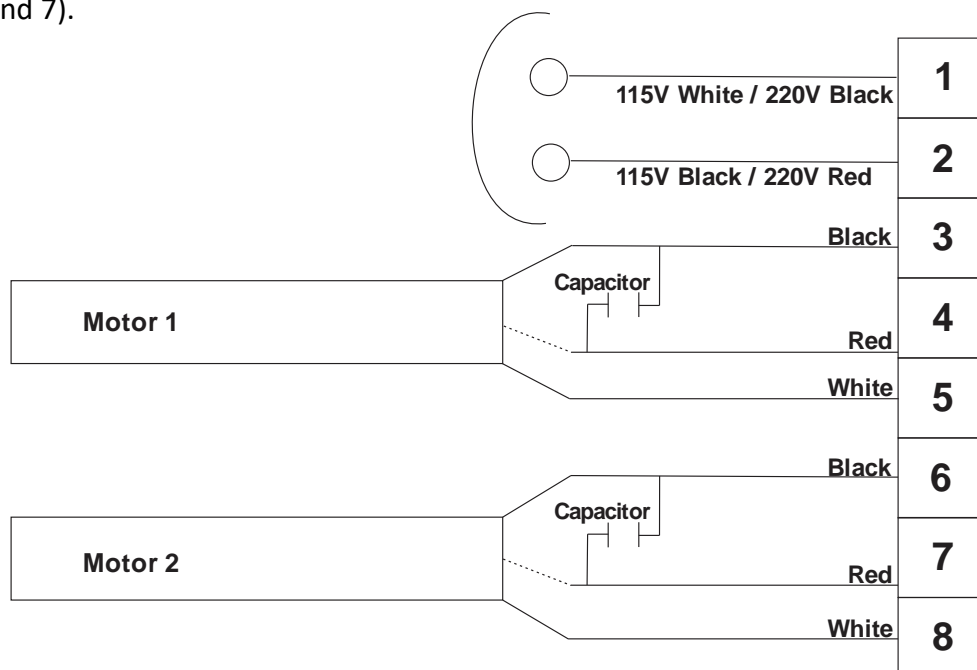 nd 7).
1
115V White / 220V Black
2
115V Black / 220V Red
Black
3
Capacitor
Motor 1
4
Red
White
5
Black
6
Capacitor
Motor 2
7
Red
White
8